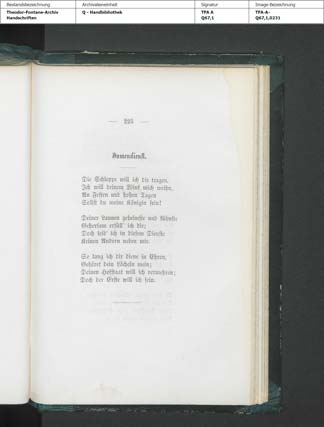 Bestandsbezeichnung Archivalieneinheit Signatur Image-Bezeichnung
Theodor-Fontane-Archiv Q - Handbibliothek TFA A TFA-A-
Handschriften Q67,1 Q67,1,0231
— 223 —
Damendienst.
Die Schleppe will ich dir tragen,
Ich will deinem Wink mich weihn,
An Festen und hohen Tagen
Sollst du meine Königin sein!
Deiner Launen geheimste und kühnste
Gehorsam erfüll' ich dir;
Doch leid' ich in diesem Dienste
Keinen Andern neben mir.
So lang ich dir diene in Ehren,
Gehöret dein Lächeln mein;
Deinen Hofstaat will ich vermehren;
Doch der Erste will ich sein.